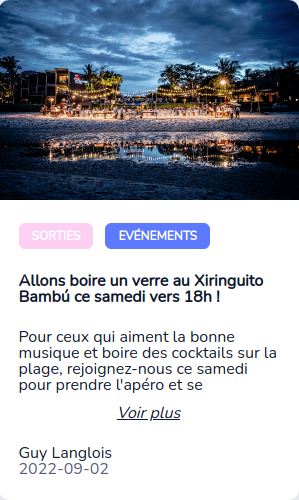 SORTIES EVÉNEMENTS
Allons boire un verre au Xiringuito
Bambú ce samedi vers 18h !
Pour ceux qui aiment la bonne
musique et boire des cocktails sur la
plage, rejoignez-nous ce samedi
pour prendre l'apéro et se
Voir plus
Guy Langlois
2022-09-02